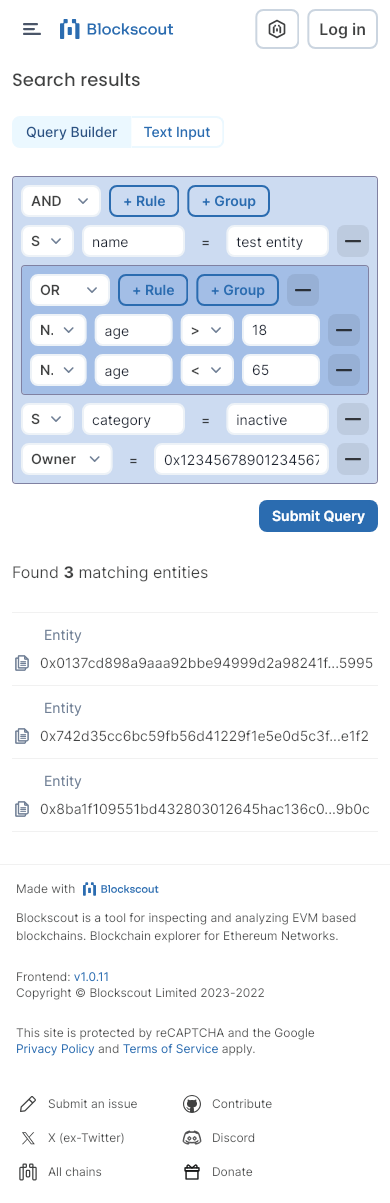 Blockscout Log in
Search results
Query Builder Text Input
AND + Rule + Group
S name = test entity
OR + Rule + Group
N. age > 18
N. age < 65
S category = inactive
Owner = 0x12345678901234567
Submit Query
Found 3 matching entities
Entity
0x0137cd898a9aaa92bbe94999d2a98241f...5995
Entity
0x742d35cc6bc59fb56d41229f1e5e0d5c3f...e1f2
Entity
0x8ba1f109551bd432803012645hac136c0...9b0c
Made with Blockscout
Blockscout is a tool for inspecting and analyzing EVM based
blockchains. Blockchain explorer for Ethereum Networks.
Frontend: v1.0.11
Copyright © Blockscout Limited 2023-2022
This site is protected by reCAPTCHA and the Google
Privacy Policy and Terms of Service apply.
Submit an issue Contribute
X (ex-Twitter) Discord
All chains Donate